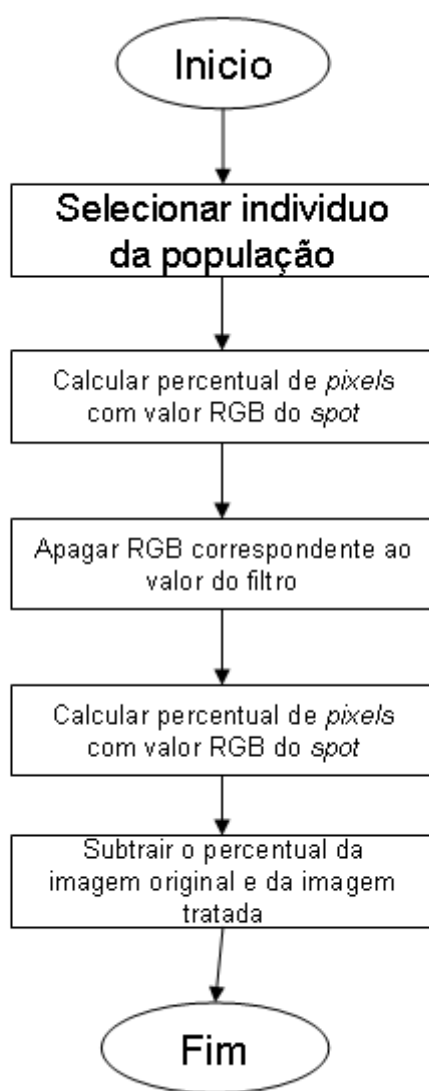 Inicio
Selecionar individuo
da população
Calcular percentual de pixels
com valor RGB do spot
Apagar RGB correspondente ao
valor do filtro
Calcular percentual de pixels
com valor RGB do spot
Subtrair o percentual da
imagem original e da imagem
tratada
Fim